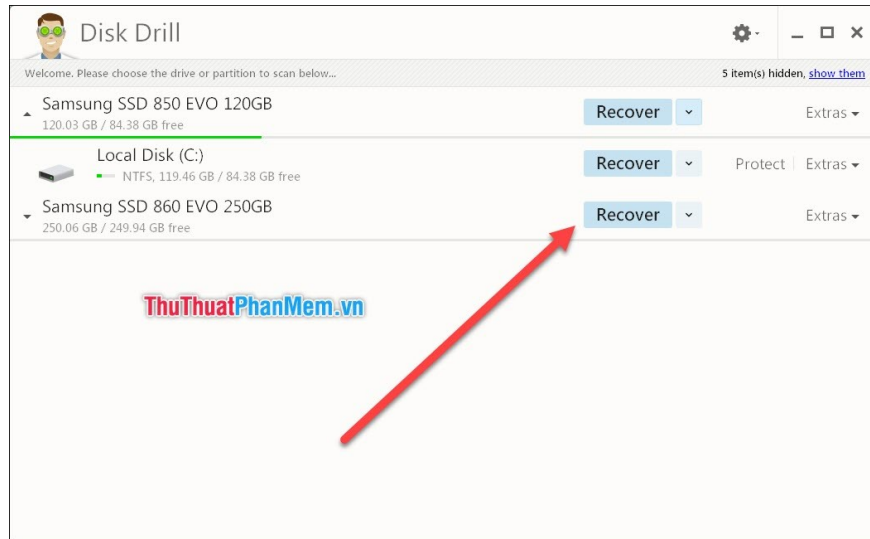 Disk Drill
Welcome. Please choose the drive or partition to scan below...
5 item(s) hidden, show them
Samsung SSD 850 EVO 120GB
120.03 GB / 84.38 GB free
Recover
Extras
Local Disk (C:)
NTFS, 119.46 GB / 84.38 GB free
Recover
Protect
Extras
Samsung SSD 860 EVO 250GB
250.06 GB / 249.94 GB free
Recover
Extras
ThuThuatPhanMem.vn